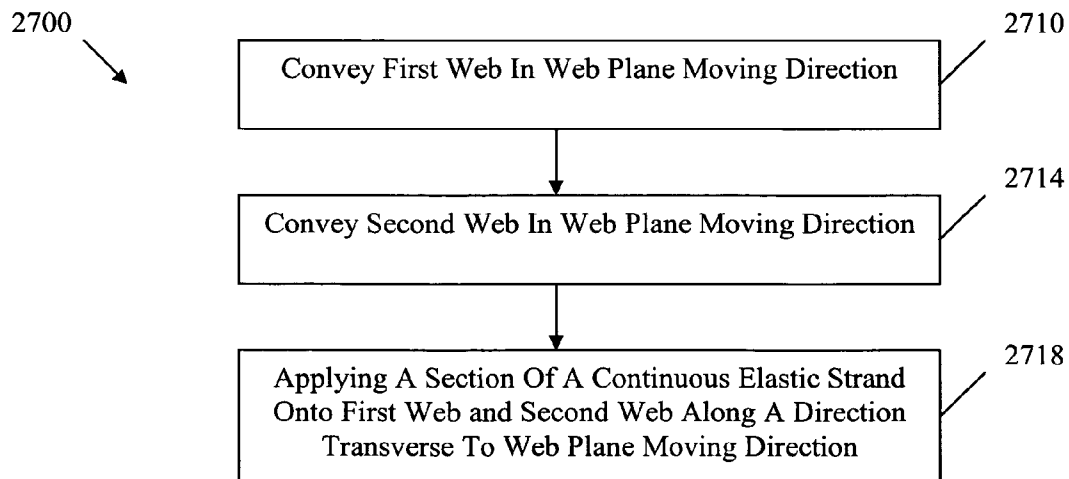 2700
2710
Convey First Web In Web Plane Moving Direction
2714
Convey Second Web In Web Plane Moving Direction
2718
Applying A Section Of A Continuous Elastic Strand
Onto First Web and Second Web Along A Direction
Transverse To Web Plane Moving Direction